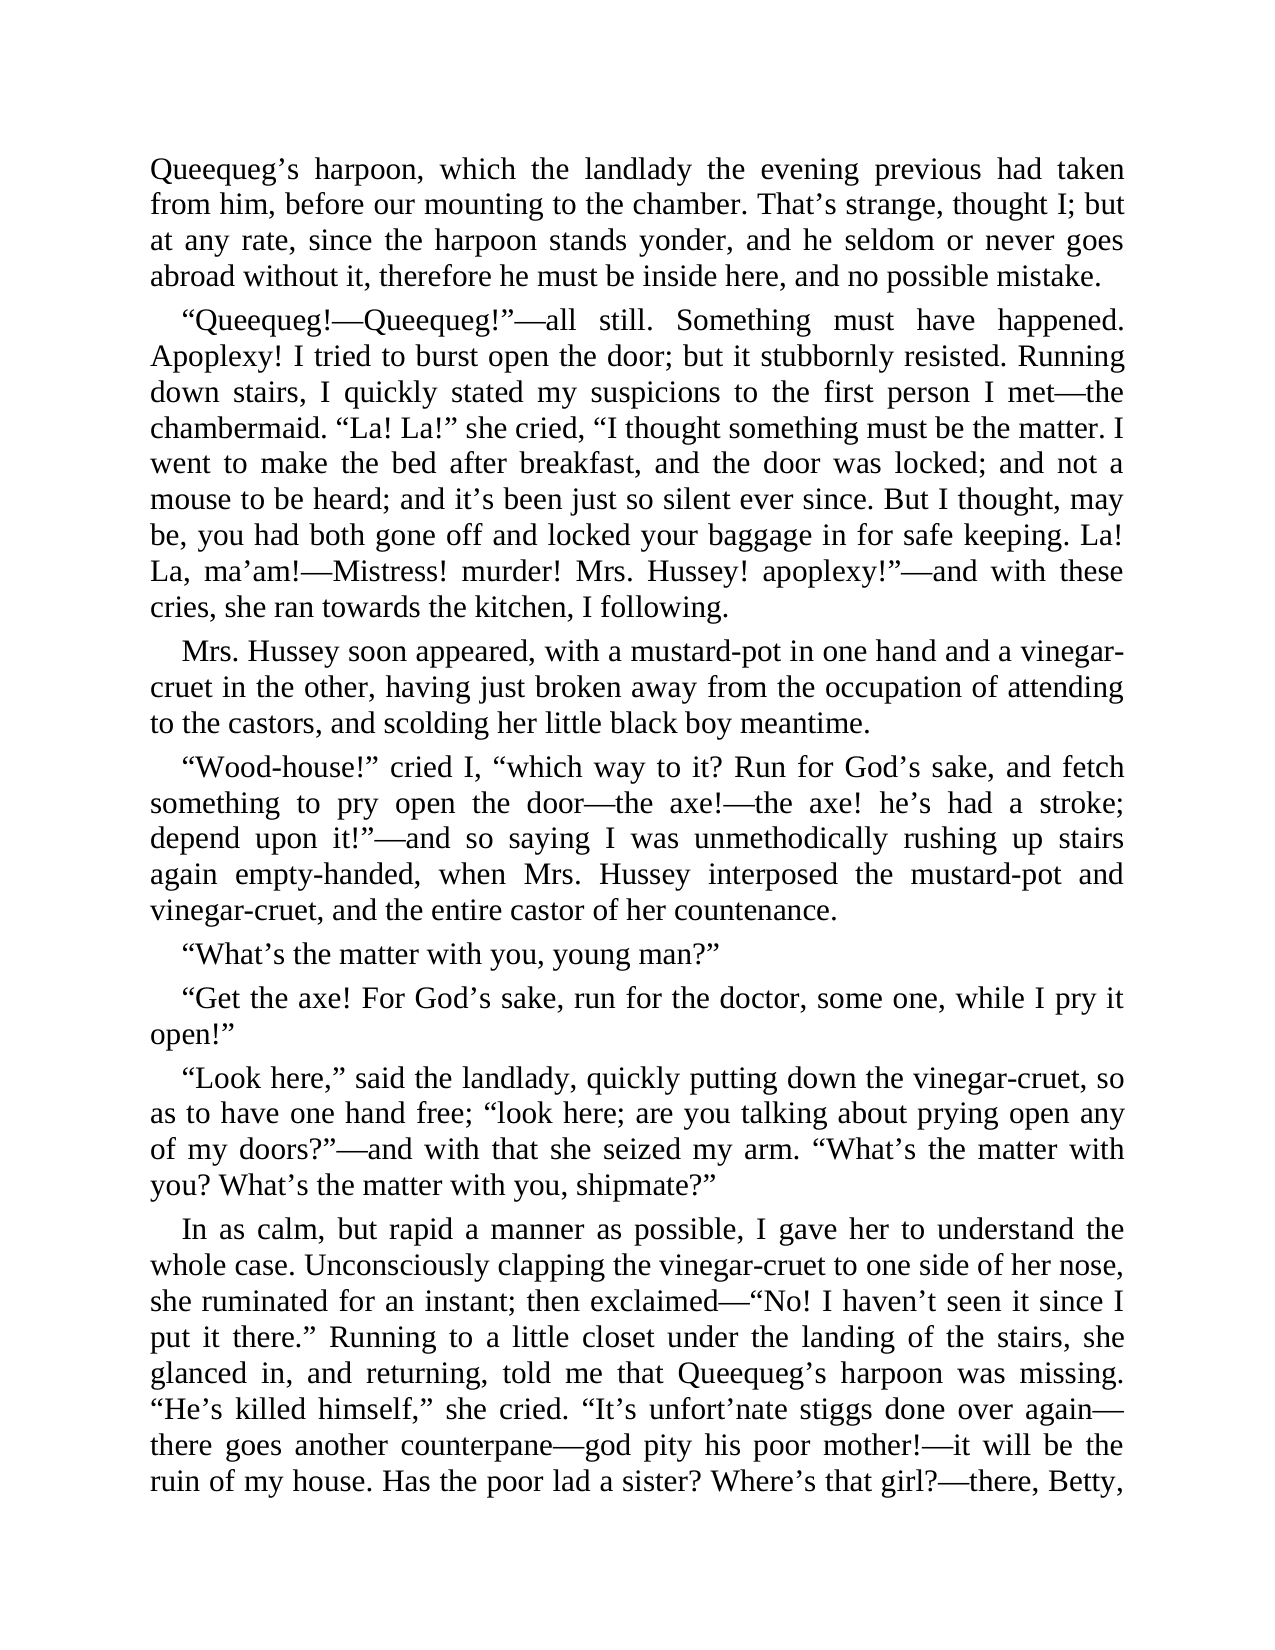 Queequeg’s harpoon, which the landlady the evening previous had taken
from him, before our mounting to the chamber. That’s strange, thought I; but
at any rate, since the harpoon stands yonder, and he seldom or never goes
abroad without it, therefore he must be inside here, and no possible mistake.
“Queequeg!—Queequeg!”—all still. Something must have happened.
Apoplexy! I tried to burst open the door; but it stubbornly resisted. Running
down stairs, I quickly stated my suspicions to the first person I met—the
chambermaid. “La! La!” she cried, “I thought something must be the matter. I
went to make the bed after breakfast, and the door was locked; and not a
mouse to be heard; and it’s been just so silent ever since. But I thought, may
be, you had both gone off and locked your baggage in for safe keeping. La!
La, ma’am!—Mistress! murder! Mrs. Hussey! apoplexy!”—and with these
cries, she ran towards the kitchen, I following.
Mrs. Hussey soon appeared, with a mustard-pot in one hand and a vinegar-
cruet in the other, having just broken away from the occupation of attending
to the castors, and scolding her little black boy meantime.
“Wood-house!” cried I, “which way to it? Run for God’s sake, and fetch
something to pry open the door—the axe!—the axe! he’s had a stroke;
depend upon it!”—and so saying I was unmethodically rushing up stairs
again empty-handed, when Mrs. Hussey interposed the mustard-pot and
vinegar-cruet, and the entire castor of her countenance.
“What’s the matter with you, young man?”
“Get the axe! For God’s sake, run for the doctor, some one, while I pry it
open!”
“Look here,” said the landlady, quickly putting down the vinegar-cruet, so
as to have one hand free; “look here; are you talking about prying open any
of my doors?”—and with that she seized my arm. “What’s the matter with
you? What’s the matter with you, shipmate?”
In as calm, but rapid a manner as possible, I gave her to understand the
whole case. Unconsciously clapping the vinegar-cruet to one side of her nose,
she ruminated for an instant; then exclaimed—“No! I haven’t seen it since I
put it there.” Running to a little closet under the landing of the stairs, she
glanced in, and returning, told me that Queequeg’s harpoon was missing.
“He’s killed himself,” she cried. “It’s unfort’nate stiggs done over again—
there goes another counterpane—god pity his poor mother!—it will be the
ruin of my house. Has the poor lad a sister? Where’s that girl?—there, Betty,